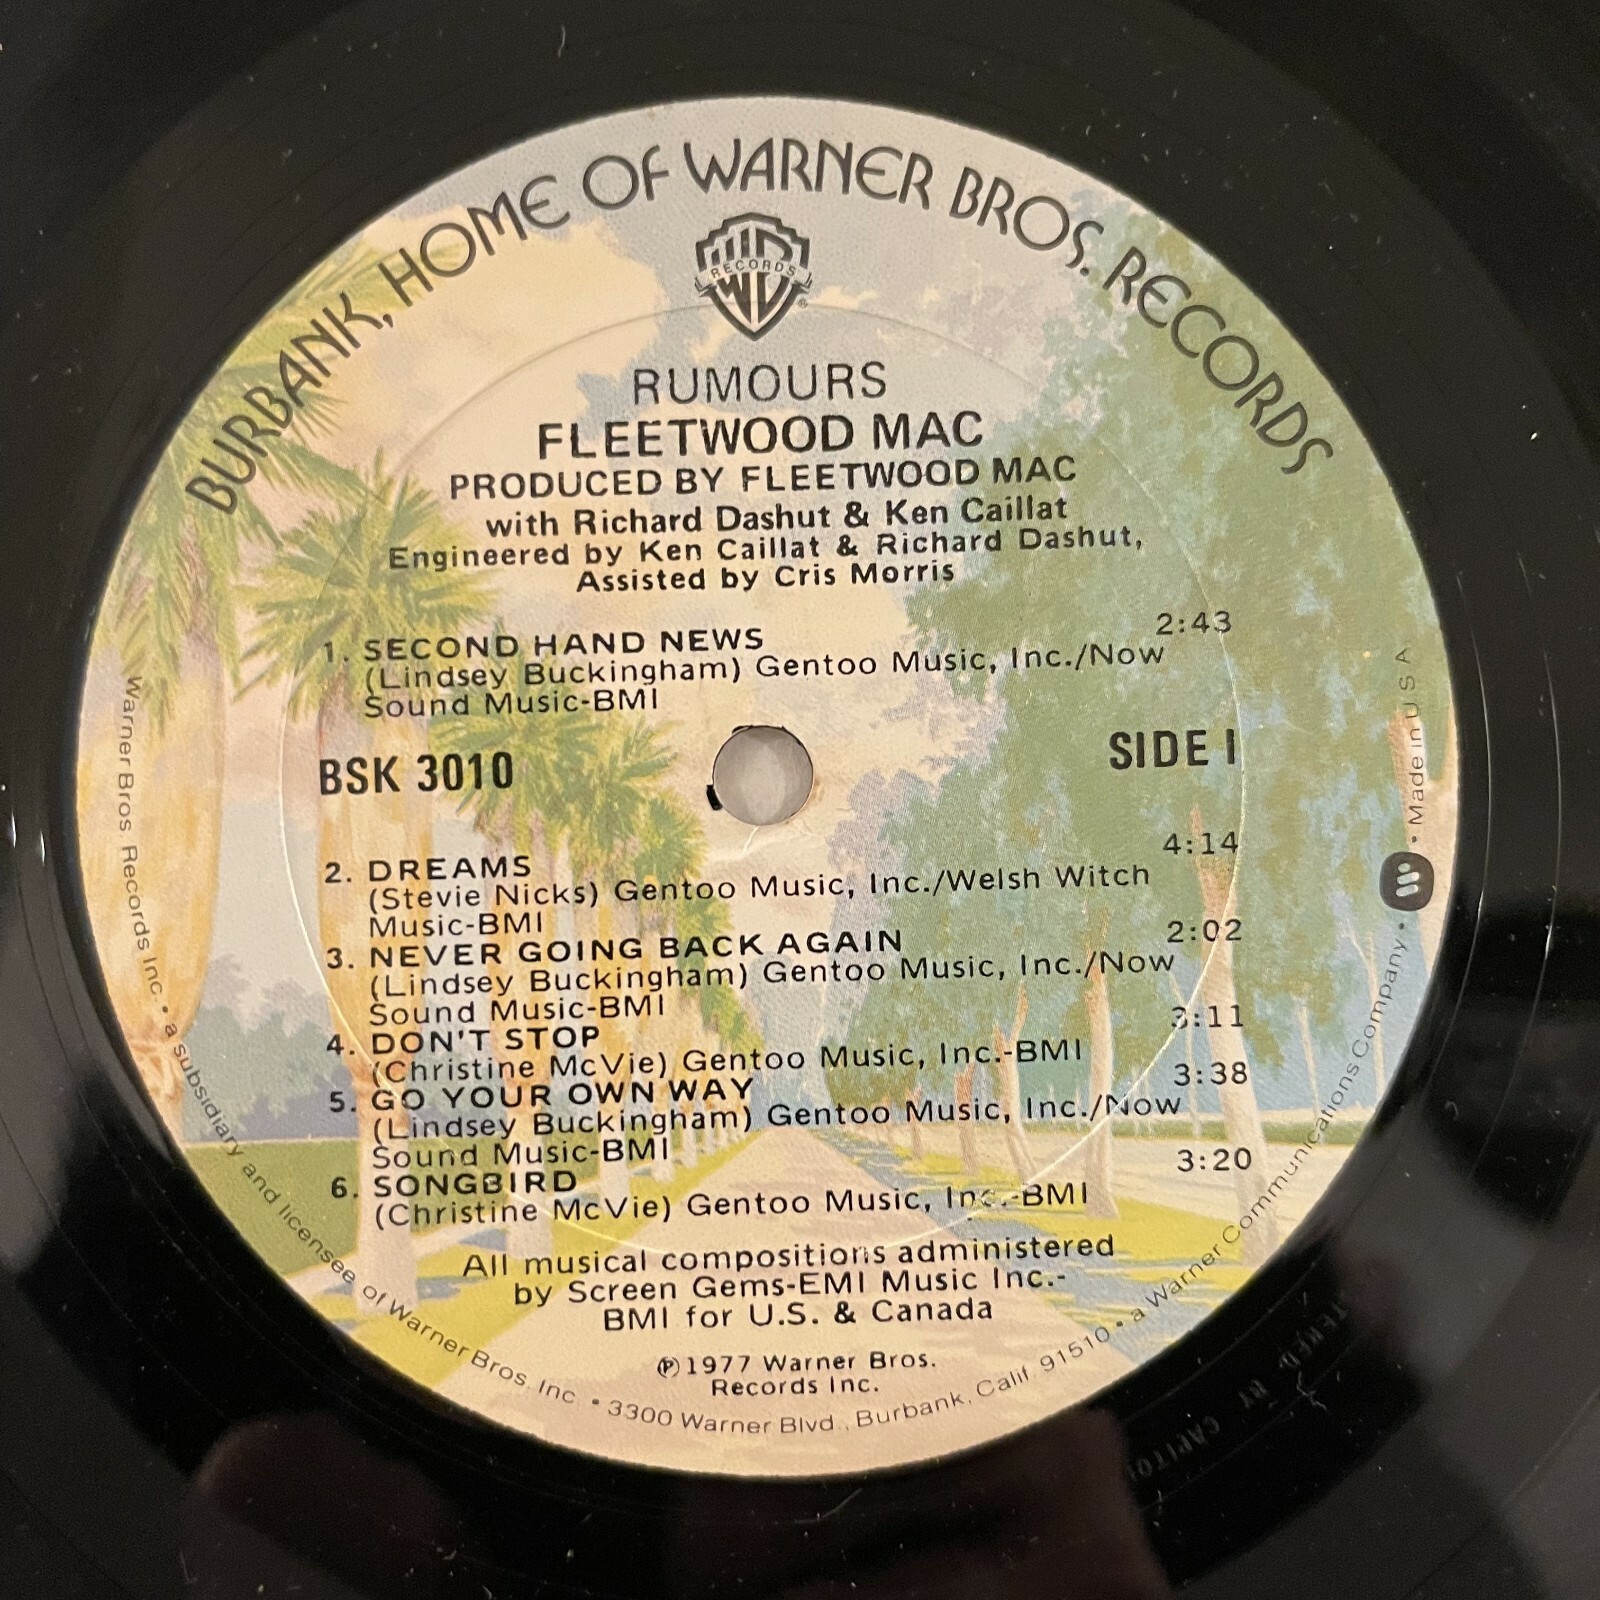 BURBANK, HOME OF WARNER BROS. RECORDS
RECORDS
RUMOURS
FLEETWOOD MAC
PRODUCED BY FLEETWOOD MAC
with Richard Dashut & Ken Caillat
Engineered by Ken Caillat & Richard Dashut,
Assisted by Cris Morris
1. SECOND HAND NEWS 2:43
(Lindsey Buckingham) Gentoo Music, Inc./Now
Sound Music-BMI
BSK 3010 SIDE I
2. DREAMS 4:14
(Stevie Nicks) Gentoo Music, Inc./Welsh Witch
Music-BMI
3. NEVER GOING BACK AGAIN 2:02
(Lindsey Buckingham) Gentoo Music, Inc./Now
Sound Music-BMI
4. DON'T STOP 3:11
(Christine McVie) Gentoo Music, Inc.-BMI
5. GO YOUR OWN WAY 3:38
(Lindsey Buckingham) Gentoo Music, Inc./Now
Sound Music-BMI
6. SONGBIRD 3:20
(Christine McVie) Gentoo Music, Inc.-BMI
All musical compositions administered
by Screen Gems-EMI Music Inc.-
BMI for U.S. & Canada
℗1977 Warner Bros.
Records Inc.
Warner Bros Records Inc. • a subsidiary and licensee of Warner Bros. Inc. • 3300 Warner Blvd., Burbank, Calif. 91510 • a Warner Communications Company. • Made in U S A
BY